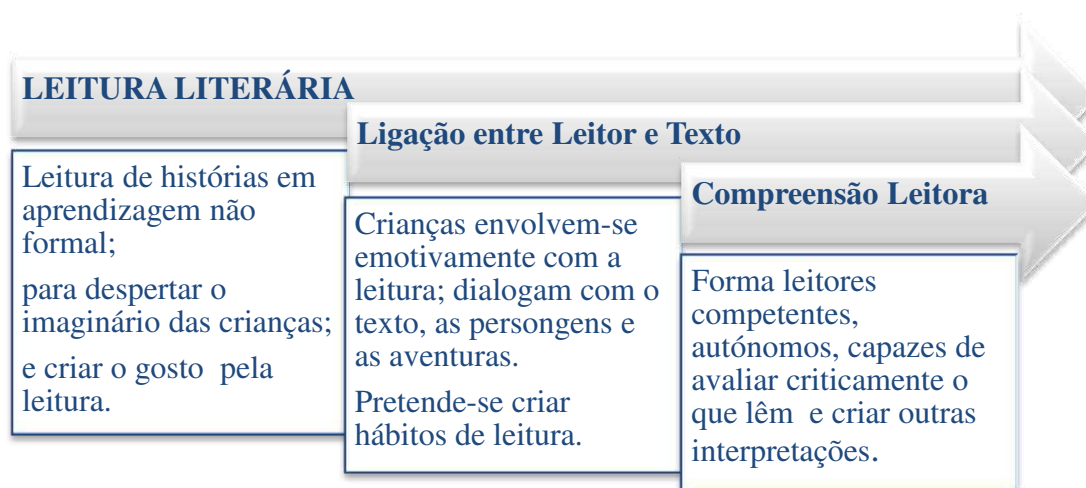 LEITURA LITERÁRIA
Leitura de histórias em
aprendizagem não
formal;
para despertar o
imaginário das crianças;
e criar o gosto pela
leitura.
Ligação entre Leitor e Texto
Crianças envolvem-se
emotivamente com a
leitura; dialogam com o
texto, as persongens e
as aventuras.
Pretende-se criar
hábitos de leitura.
Compreensão Leitora
Forma leitores
competentes,
autónomos, capazes de
avaliar criticamente o
que lêm e criar outras
interpretações.